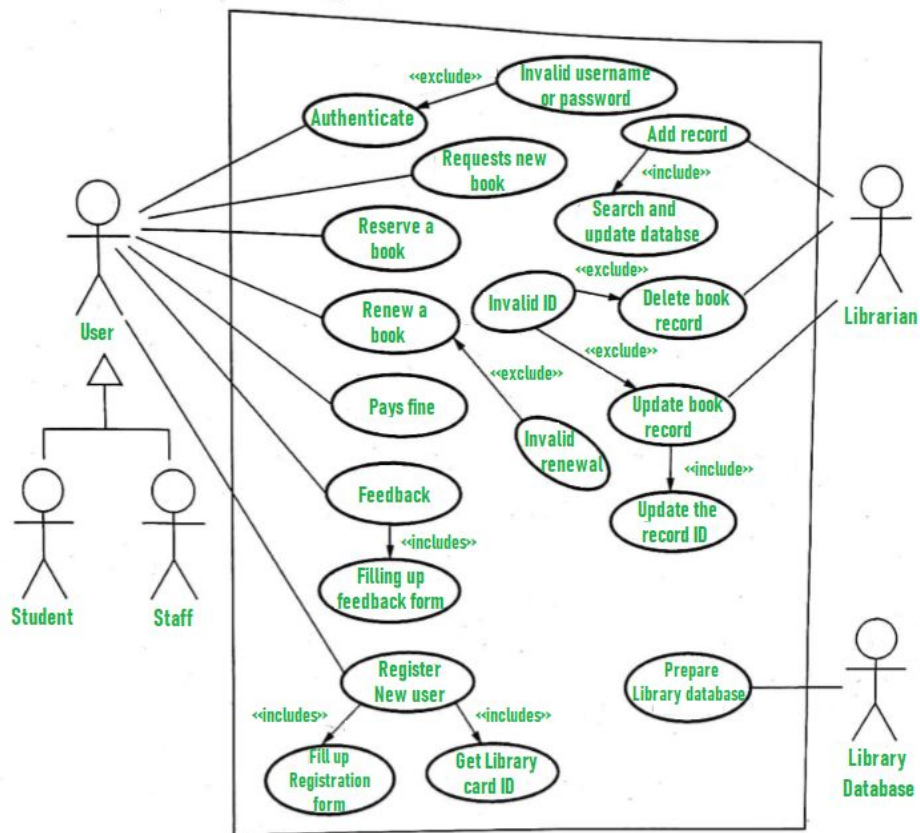 «exclude»
Invalid username
or password
Authenticate
Add record
Requests new
book
«include»
Search and
update databse
Reserve a
book
«exclude»
Invalid ID
Delete book
record
User
Librarian
Renew a
book
«exclude»
«exclude»
Pays fine
Update book
record
Invalid
renewal
Feedback
«include»
Update the
record ID
«includes»
Filling up
feedback form
Student
Staff
Register
New user
Prepare
Library database
«includes»
«includes»
Fill up
Registration
form
Get Library
card ID
Library
Database